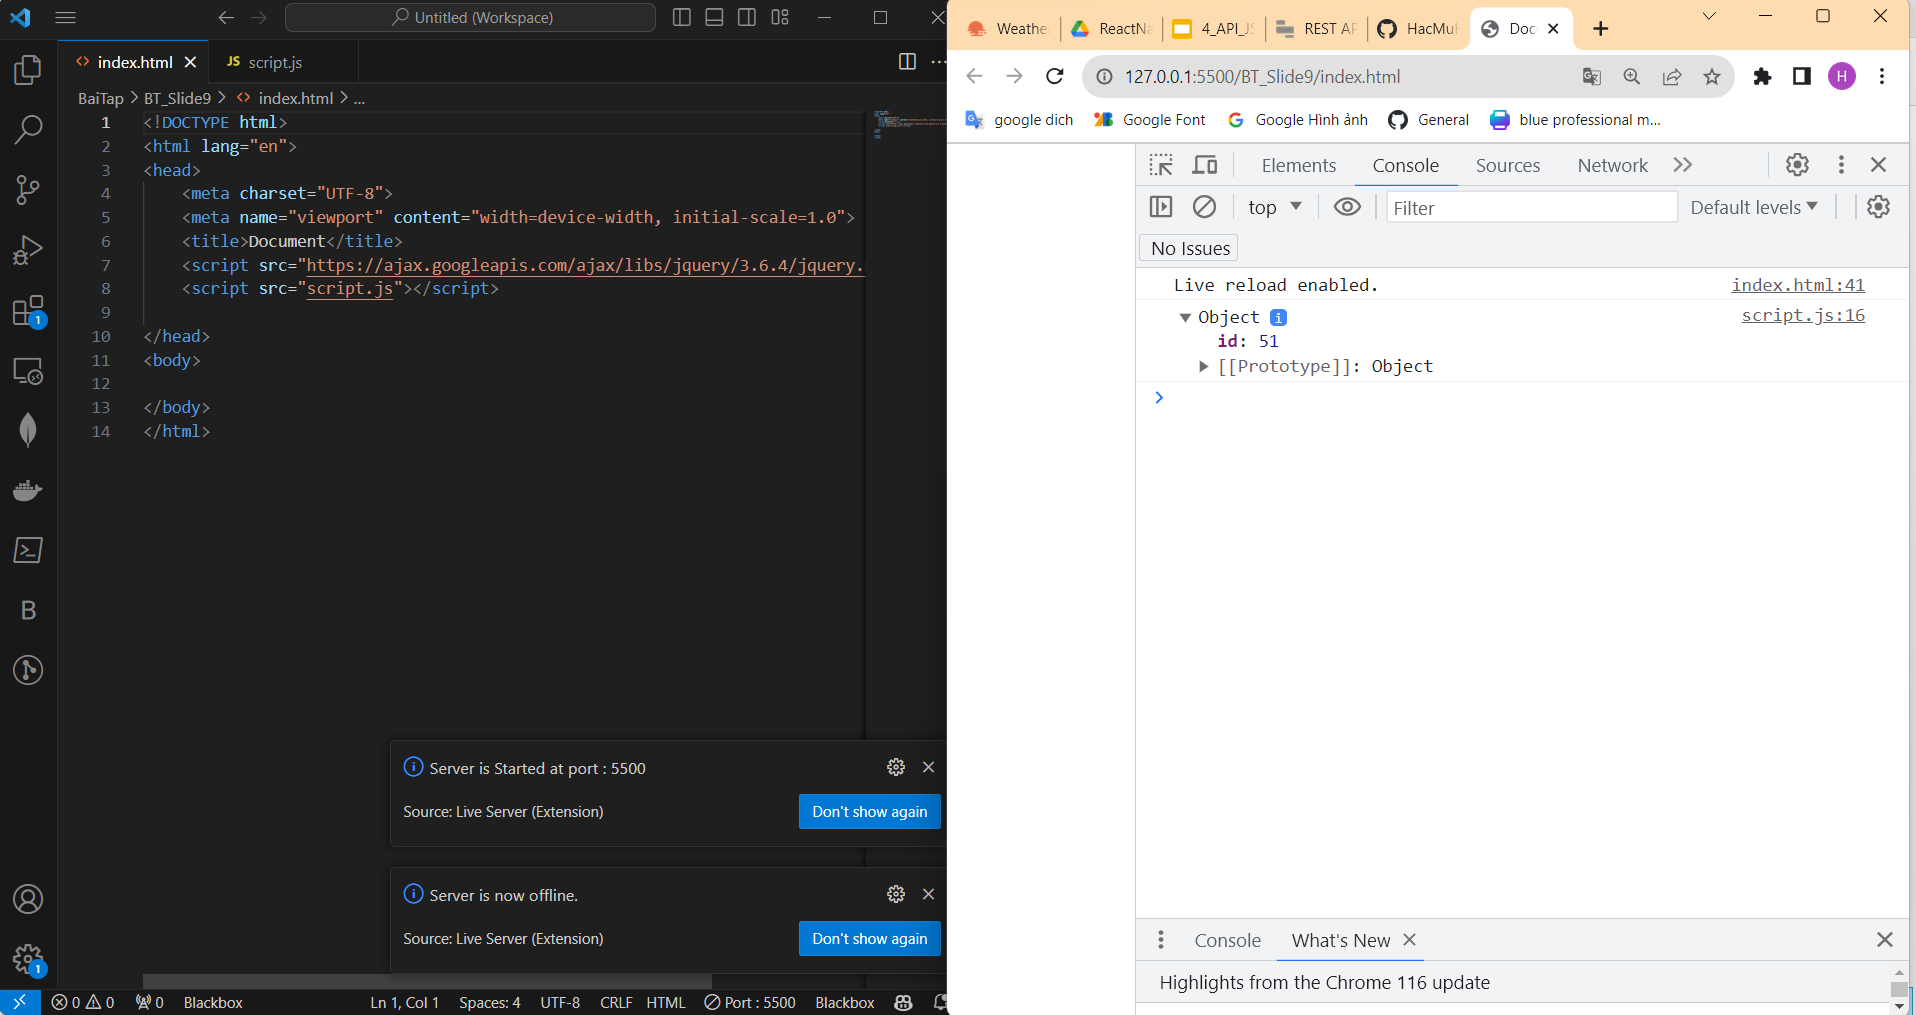 Untitled (Workspace)
index.html
JS script.js
BaiTap > BT_Slide9 > index.html > ...
1 <!DOCTYPE html>
2 <html lang="en">
3 <head>
4 <meta charset="UTF-8">
5 <meta name="viewport" content="width=device-width, initial-scale=1.0">
6 <title>Document</title>
7 <script src="https://ajax.googleapis.com/ajax/libs/jquery/3.6.4/jquery.
8 <script src="script.js"></script>
9
10 </head>
11 <body>
12
13 </body>
14 </html>
1
B
1
Server is Started at port : 5500
Source: Live Server (Extension)
Don't show again
Server is now offline.
Source: Live Server (Extension)
Don't show again
0 0 0 Blackbox Ln 1, Col 1 Spaces: 4 UTF-8 CRLF HTML Port : 5500 Blackbox
Weather ReactNa 4_API_JS REST AP HacMuk Doc
127.0.0.1:5500/BT_Slide9/index.html
H
google dich Google Font Google Hình ảnh General blue professional m...
Elements Console Sources Network
top Filter Default levels
No Issues
Live reload enabled. index.html:41
Object i script.js:16
id: 51
[[Prototype]]: Object
Console What's New
Highlights from the Chrome 116 update